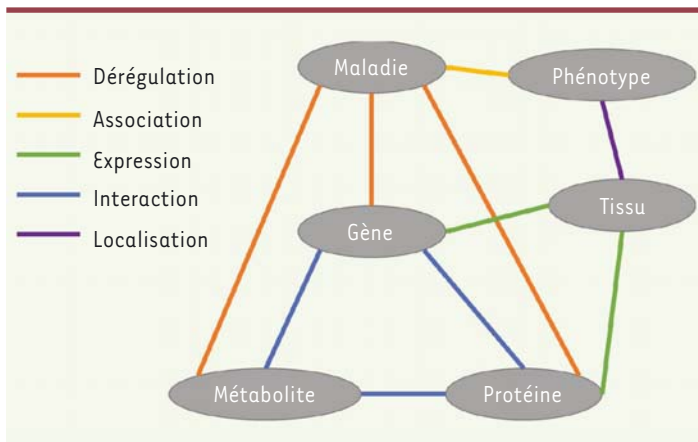 Dérégulation
Association
Expression
Interaction
Localisation
Maladie
Phénotype
Gène
Tissu
Métabolite
Protéine